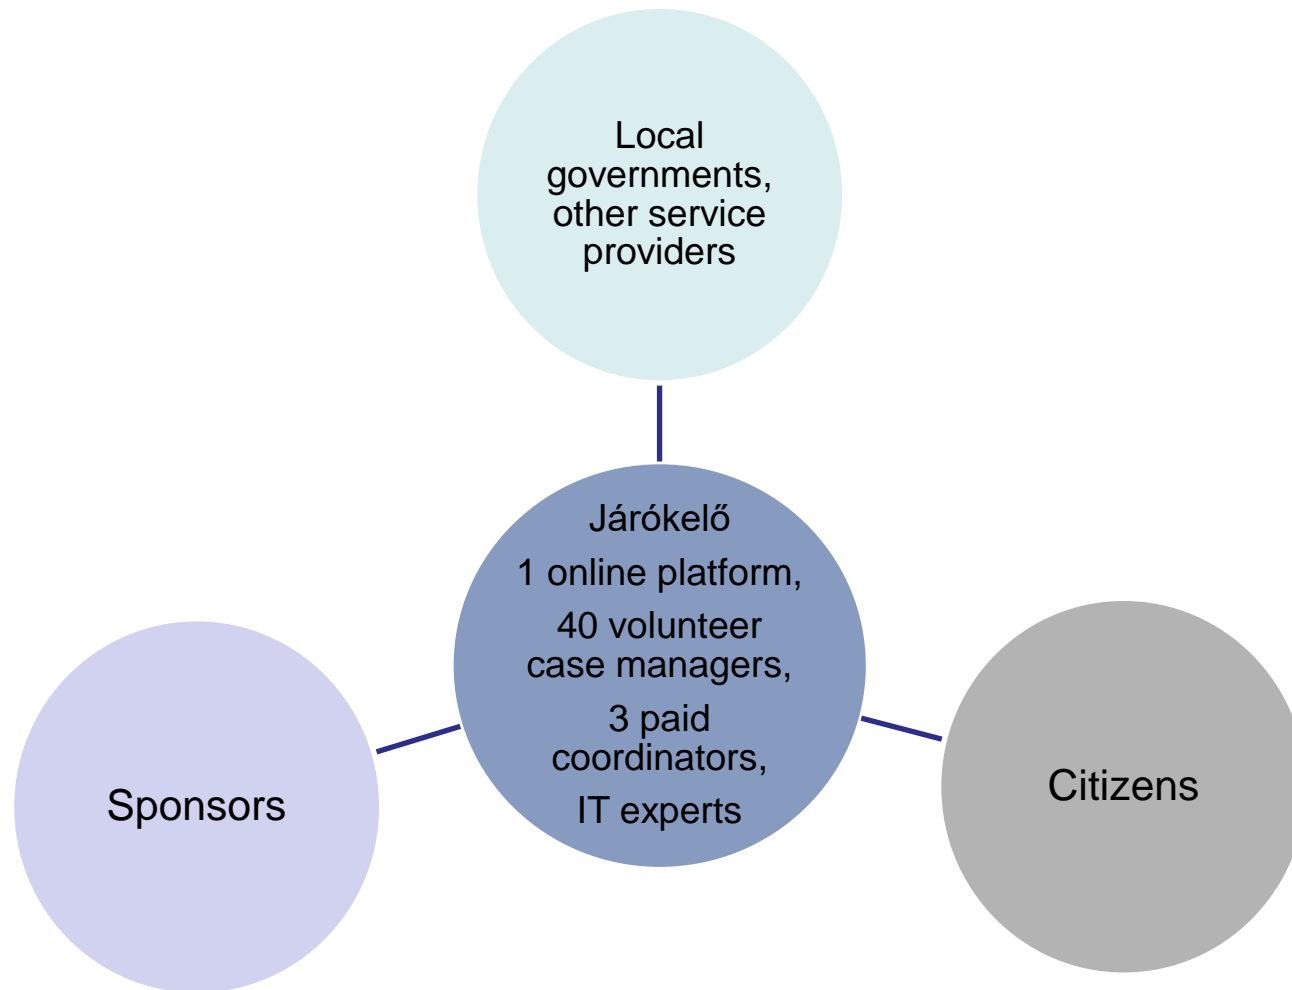 Local
governments,
other service
providers
Járókelő
1 online platform,
40 volunteer
case managers,
3 paid
coordinators,
IT experts
Sponsors
Citizens